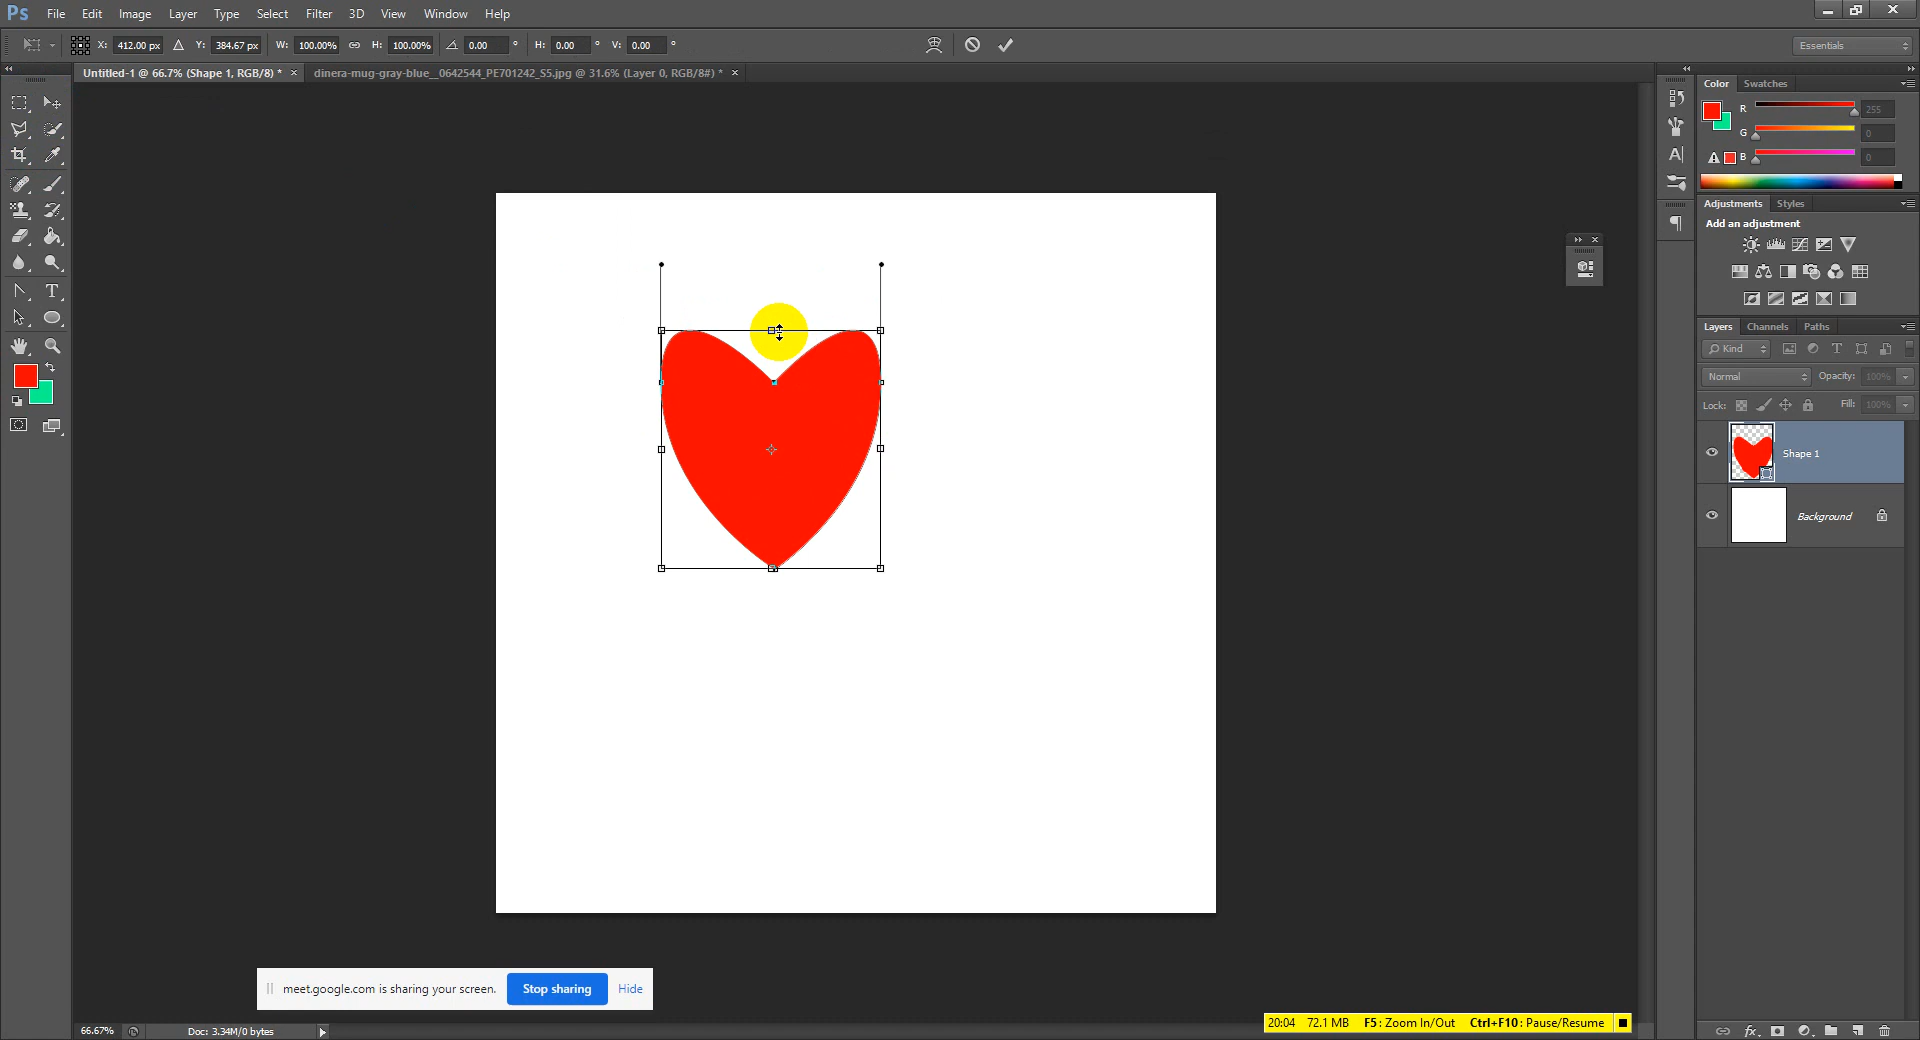 Ps File Edit Image Layer Type Select Filter 3D View Window Help
X: 412.00 px Y: 384.67 px W: 100.00% H: 100.00% 0.00 ° H: 0.00 ° V: 0.00 ° Essentials
Untitled-1 @ 66.7% (Shape 1, RGB/8) * × dinera-mug-gray-blue__0642544_PE701242_S5.jpg @ 31.6% (Layer 0, RGB/8#) * ×
Color Swatches
R 255
G 0
B 0
Adjustments Styles
Add an adjustment
Layers Channels Paths
Kind
Normal Opacity: 100%
Lock: Fill: 100%
Shape 1
Background
meet.google.com is sharing your screen. Stop sharing Hide
66.67% Doc: 3.34M/0 bytes
20:04 72.1 MB F5: Zoom In/Out Ctrl+F10: Pause/Resume